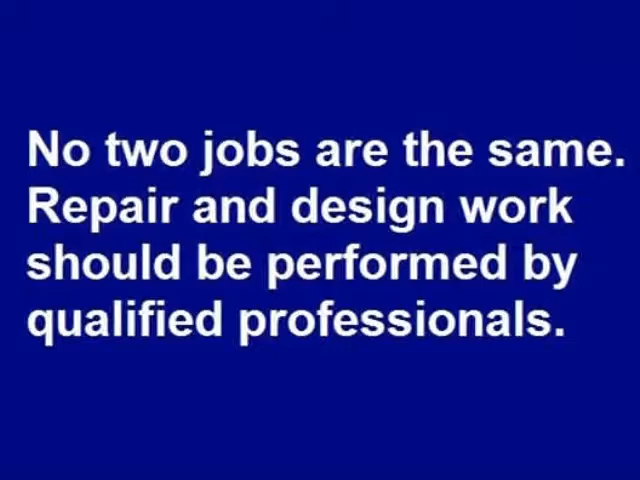 No two jobs are the same.
Repair and design work
should be performed by
qualified professionals.